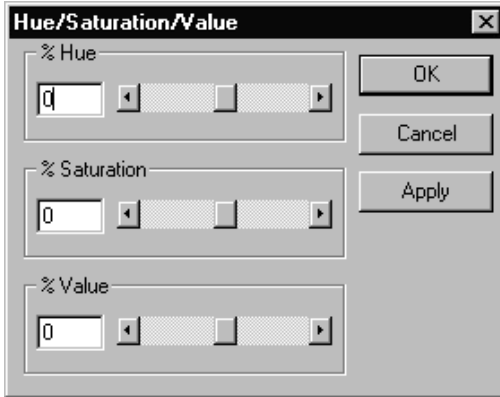 Hue/Saturation/Value
% Hue
0
OK
Cancel
% Saturation
0
Apply
% Value
0